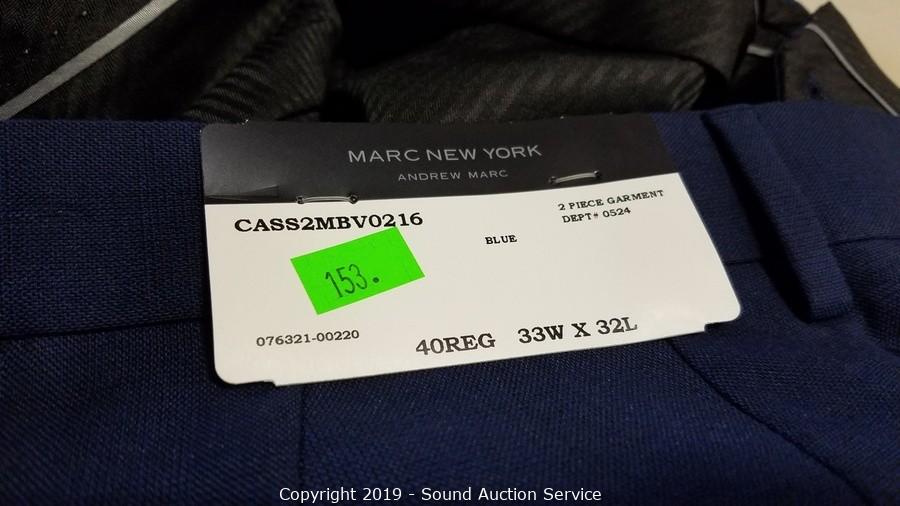 MARC NEW YORK
ANDREW MARC
CASS2MBV0216
2 PIECE GARMENT
DEPT# 0524
BLUE
153.
076321-00220
40REG 33W X 32L
Copyright 2019 - Sound Auction Service